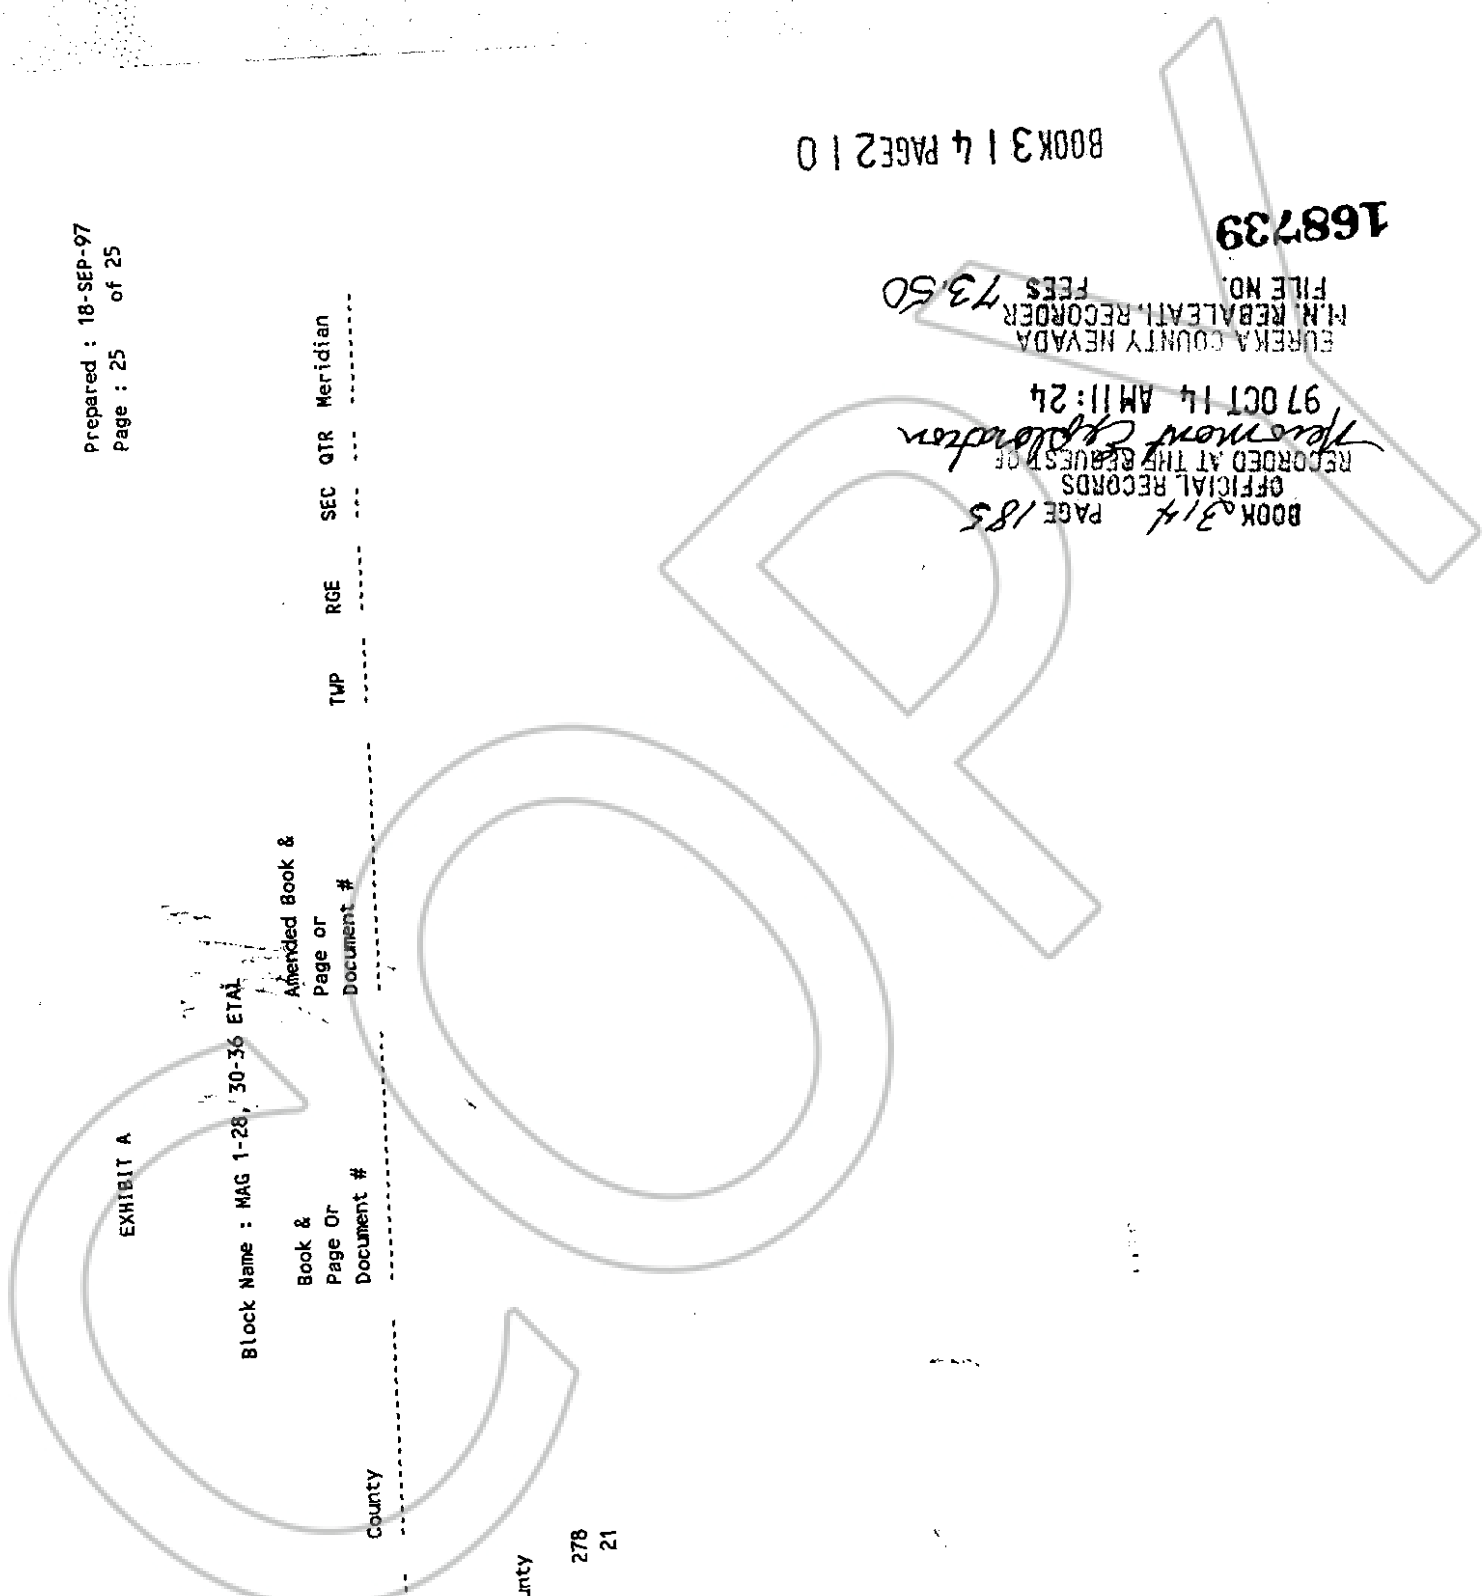 Prepared : 18-SEP-97
Page : 25 of 25
EXHIBIT A
Block Name : MAG 1-28, 30-36 ETAL
Book &
Page Or
Document #
Amended Book &
Page or
Document #
County
TWP RGE SEC QTR Meridian
unty
278
21
BOOK 314 PAGE 185
OFFICIAL RECORDS
RECORDED AT THE REQUEST OF
Newmont Exploration
97 OCT 14 AM 11:24
EUREKA COUNTY NEVADA
M.N. REBALEATI, RECORDER
FILE NO. FEES 73.50
168739
BOOK 314 PAGE 210
COPY